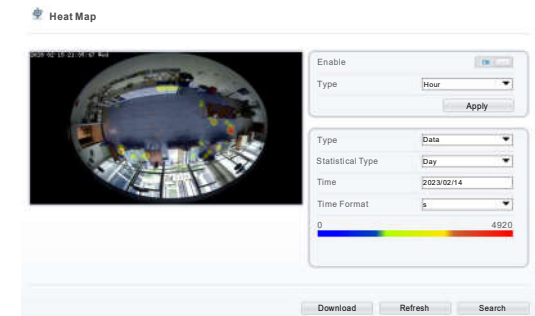 Heat Map
Enable
ON
Type
Hour
Apply
Type
Data
Statistical Type
Day
Time
2023/02/14
Time Format
s
0
4920
Download
Refresh
Search